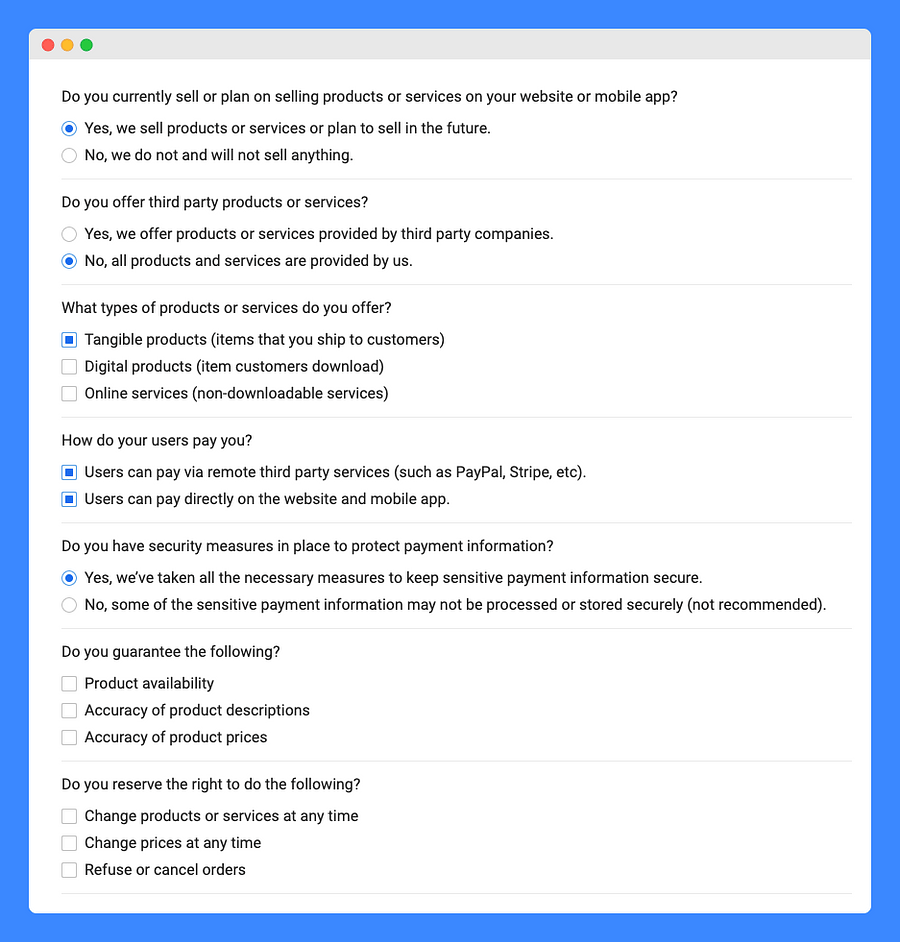 Do you currently sell or plan on selling products or services on your website or mobile app?
Yes, we sell products or services or plan to sell in the future.
No, we do not and will not sell anything.
Do you offer third party products or services?
Yes, we offer products or services provided by third party companies.
No, all products and services are provided by us.
What types of products or services do you offer?
Tangible products (items that you ship to customers)
Digital products (item customers download)
Online services (non-downloadable services)
How do your users pay you?
Users can pay via remote third party services (such as PayPal, Stripe, etc).
Users can pay directly on the website and mobile app.
Do you have security measures in place to protect payment information?
Yes, we’ve taken all the necessary measures to keep sensitive payment information secure.
No, some of the sensitive payment information may not be processed or stored securely (not recommended).
Do you guarantee the following?
Product availability
Accuracy of product descriptions
Accuracy of product prices
Do you reserve the right to do the following?
Change products or services at any time
Change prices at any time
Refuse or cancel orders